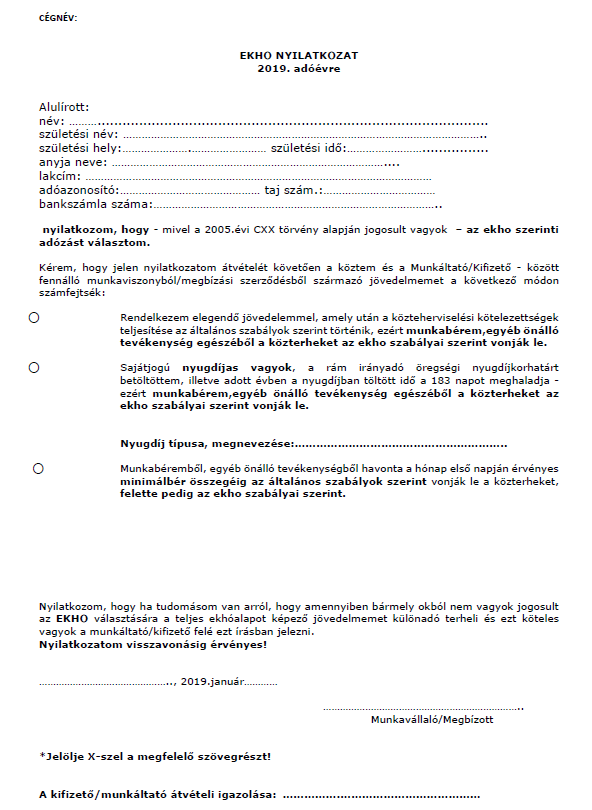 CÉGNÉV:
EKHO NYILATKOZAT
2019. adóévre
Alulírott:
név: ………..............................................................................................
születési név: ………………………………………………………………………………………..
születési hely:……………….………………… születési idő:…………………................
anyja neve: …………………………………………………………………....
lakcím: ……………………………………………………………………………………
adóazonosító:………………………………… taj szám.:…………………………
bankszámla száma:……………………………………………………………………..
nyilatkozom, hogy - mivel a 2005.évi CXX törvény alapján jogosult vagyok – az ekho szerinti
adózást választom.
Kérem, hogy jelen nyilatkozatom átvételét követően a köztem és a Munkáltató/Kifizető - között
fennálló munkaviszonyból/megbízási szerződésből származó jövedelmemet a következő módon
számfejtsék:
Rendelkezem elegendő jövedelemmel, amely után a közteherviselési kötelezettségek
teljesítése az általános szabályok szerint történik, ezért munkabérem,egyéb önálló
tevékenység egészéből a közterheket az ekho szabályai szerint vonják le.
Sajátjogú nyugdíjas vagyok, a rám irányadó öregségi nyugdíjkorhatárt
betöltöttem, illetve adott évben a nyugdíjban töltött idő a 183 napot meghaladja -
ezért munkabérem,egyéb önálló tevékenység egészéből a közterheket az
ekho szabályai szerint vonják le.
Nyugdíj típusa, megnevezése:…………………………………………………..
Munkabéremből, egyéb önálló tevékenységből havonta a hónap első napján érvényes
minimálbér összegéig az általános szabályok szerint vonják le a közterheket,
felette pedig az ekho szabályai szerint.
Nyilatkozom, hogy ha tudomásom van arról, hogy amennyiben bármely okból nem vagyok jogosult
az EKHO választására a teljes ekhóalapot képező jövedelmemet különadó terheli és ezt köteles
vagyok a munkáltató/kifizető felé ezt írásban jelezni.
Nyilatkozatom visszavonásig érvényes!
……………………………………….., 2019.január…………
……………………………………………………………..
Munkavállaló/Megbízott
*Jelölje X-szel a megfelelő szövegrészt!
A kifizető/munkáltató átvételi igazolása: ………………………………………………